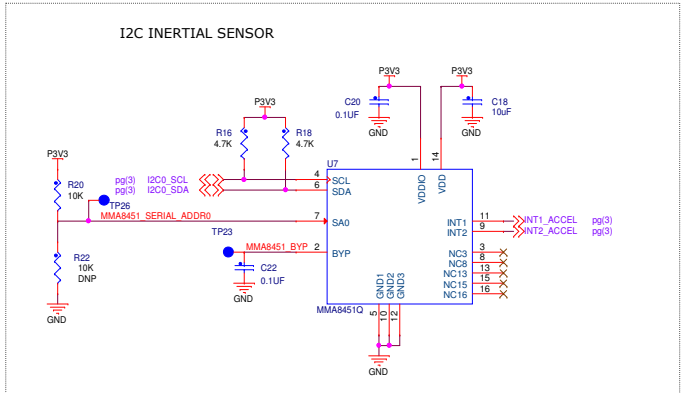 I2C INERTIAL SENSOR
P3V3
P3V3
C20
0.1UF
GND
C18
10uF
GND
P3V3
R16
4.7K
R18
4.7K
P3V3
R20
10K
TP26
pg(3) I2C0_SCL
pg(3) I2C0_SDA
MMA8451_SERIAL_ADDR0
R22
10K
DNP
GND
TP23
MMA8451_BYP
C22
0.1UF
GND
U7
1
14
VDDIO
VDD
4 SCL
6 SDA
7 SA0
2 BYP
INT1 11 INT1_ACCEL pg(3)
INT2 9 INT2_ACCEL pg(3)
NC3 3
NC8 8
NC13 13
NC15 15
NC16 16
GND1
GND2
GND3
MMA8451Q
5
10
12
GND